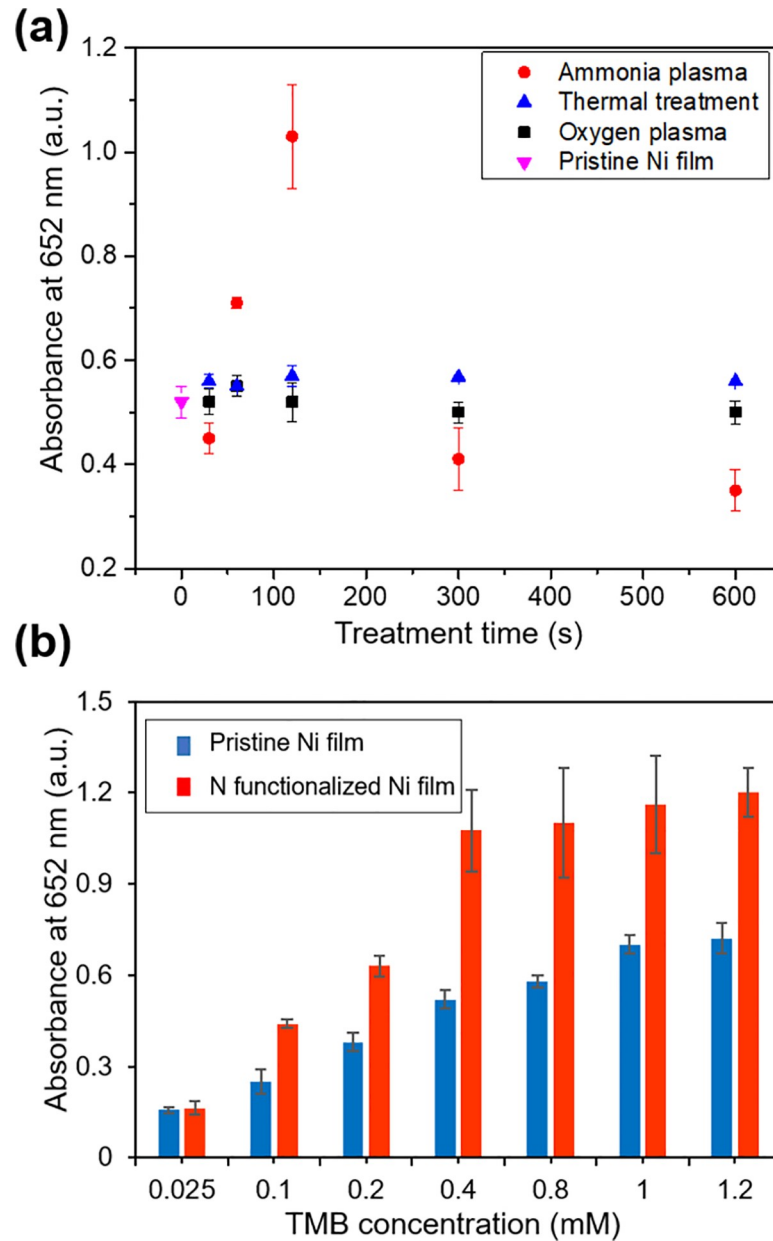 (a)
1.2
1.0
0.8
0.6
0.4
0.2
Absorbance at 652 nm (a.u.)
Ammonia plasma
Thermal treatment
Oxygen plasma
Pristine Ni film
0 100 200 300 400 500 600
Treatment time (s)
(b)
1.5
1.2
0.9
0.6
0.3
0
Absorbance at 652 nm (a.u.)
Pristine Ni film
N functionalized Ni film
0.025 0.1 0.2 0.4 0.8 1 1.2
TMB concentration (mM)